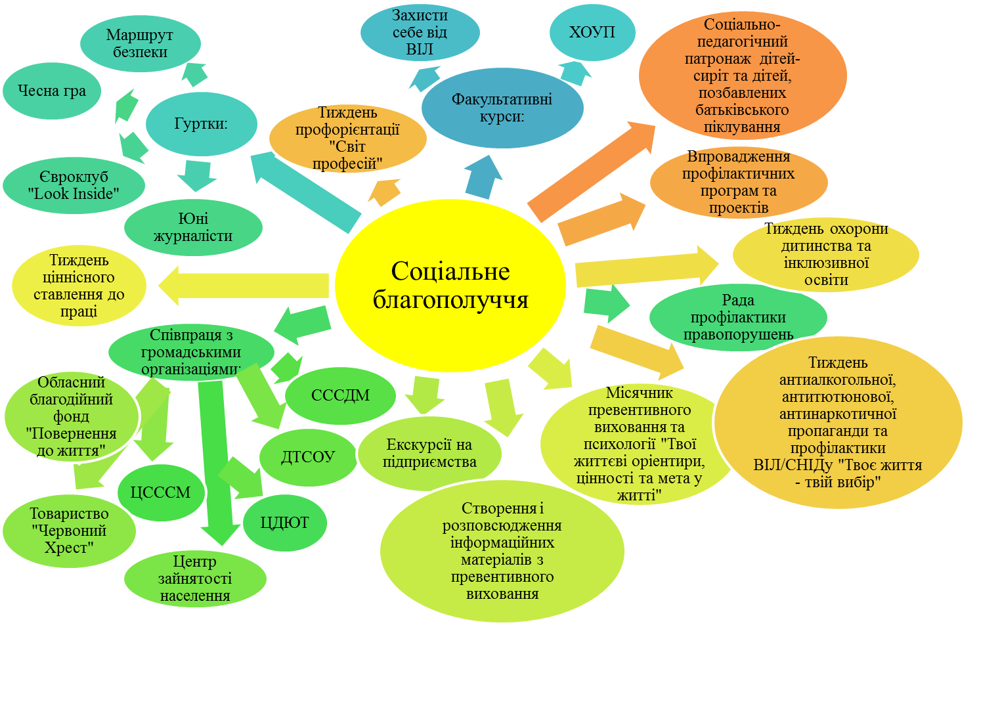 Маршрут
безпеки
Чесна гра
Гуртки:
Євроклуб
"Look Inside"
Юні
журналісти
Захисти
себе від
ВІЛ
ХОУП
Факультативні
курси:
Тиждень
профорієнтації
"Світ
професій"
Соціально-
педагогічний
патронаж дітей-
сиріт та дітей,
позбавлених
батьківського
піклування
Впровадження
профілактичних
програм та
проектів
Тиждень охорони
дитинства та
інклюзивної
освіти
Рада
профілактики
правопорушень
Соціальне
благополуччя
Тиждень
ціннісного
ставлення до
праці
Співпраця з
громадськими
організаціями:
СССДМ
ДТСОУ
ЦДЮТ
Центр
зайнятості
населення
ЦСССМ
Обласний
благодійний
фонд
"Повернення
до життя"
Товариство
"Червоний
Хрест"
Екскурсії на
підприємства
Створення і
розповсюдження
інформаційних
матеріалів з
превентивного
виховання
Місячник
превентивного
виховання та
психології "Твої
життєві оріентири,
цінності та мета у
житті"
Тиждень
антиалкогольної,
антитютюнової,
антинаркотичної
пропаганди та
профілактики
ВІЛ/СНІДу "Твоє життя
- твій вибір"